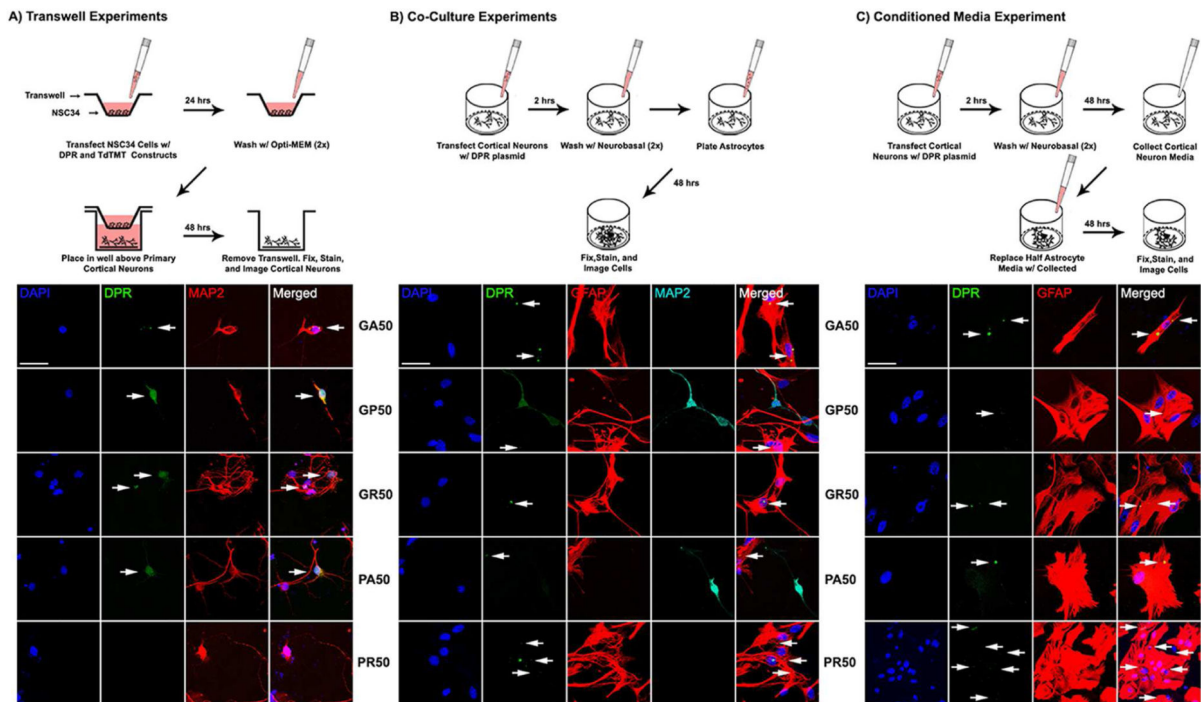 A) Transwell Experiments
Transwell
NSC34
24 hrs
Transfect NSC34 Cells w/
DPR and TdTMT Constructs
Wash w/ Opti-MEM (2x)
48 hrs
Place in well above Primary
Cortical Neurons
Remove Transwell. Fix, Stain,
and Image Cortical Neurons
B) Co-Culture Experiments
2 hrs
Transfect Cortical Neurons
w/ DPR plasmid
Wash w/ Neurobasal (2x)
Plate Astrocytes
48 hrs
Fix,Stain, and
Image Cells
C) Conditioned Media Experiment
2 hrs
48 hrs
Transfect Cortical
Neurons w/ DPR plasmid
Wash w/ Neurobasal (2x)
Collect Cortical
Neuron Media
48 hrs
Replace Half Astrocyte
Media w/ Collected
Fix,Stain, and
Image Cells
DAPI DPR MAP2 Merged
DAPI DPR GFAP MAP2 Merged
DAPI DPR GFAP Merged
GA50 GA50
GP50 GP50
GR50 GR50
PA50 PA50
PR50 PR50